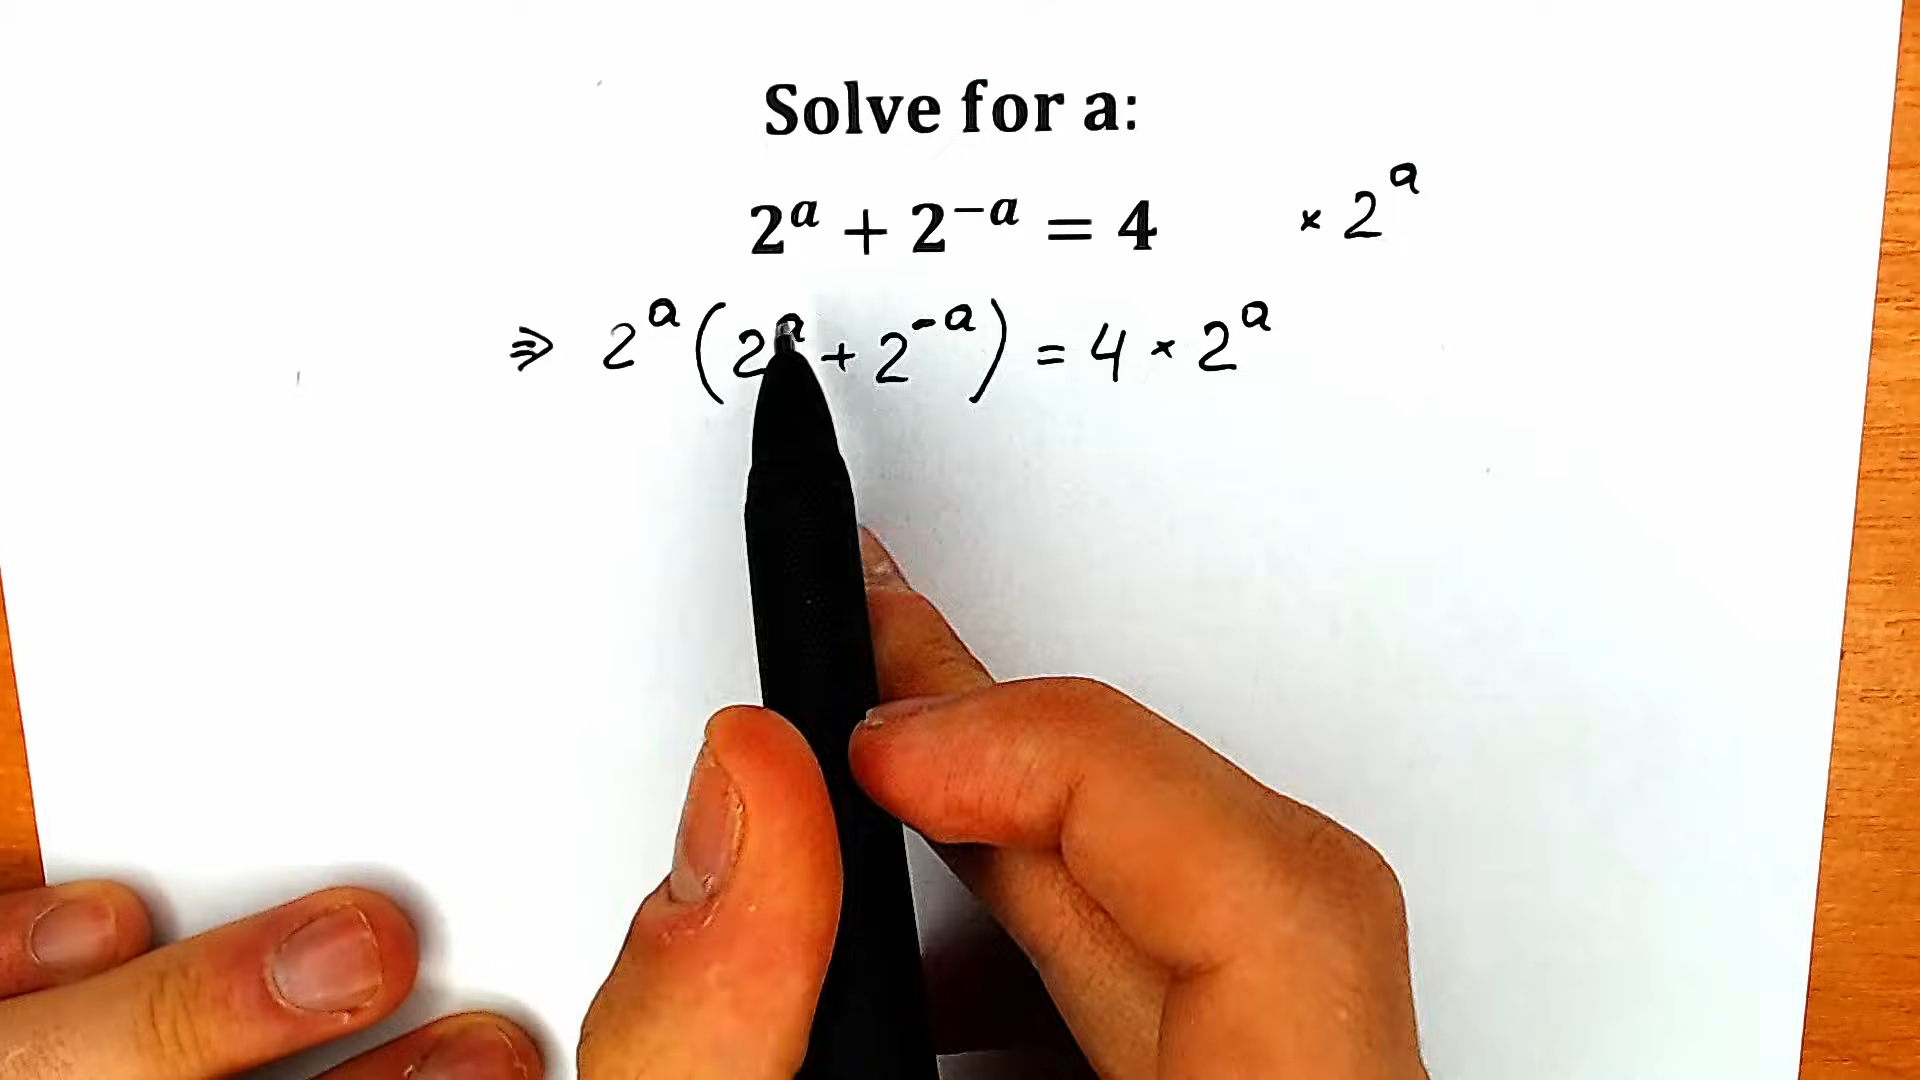 Solve for a:
2^a + 2^{-a} = 4 × 2^a
⇒ 2^a (2^a + 2^{-a}) = 4 × 2^a